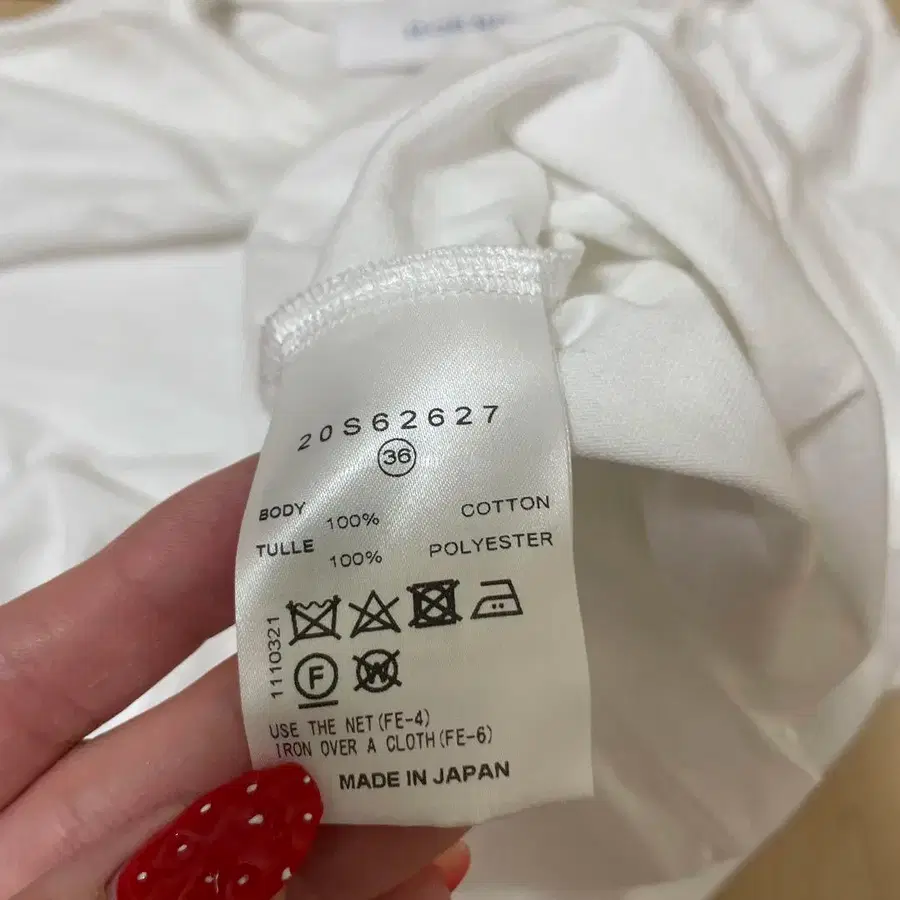 20S62627
36
BODY 100% COTTON
TULLE 100% POLYESTER
1110321
F W
USE THE NET(FE-4)
IRON OVER A CLOTH(FE-6)
MADE IN JAPAN